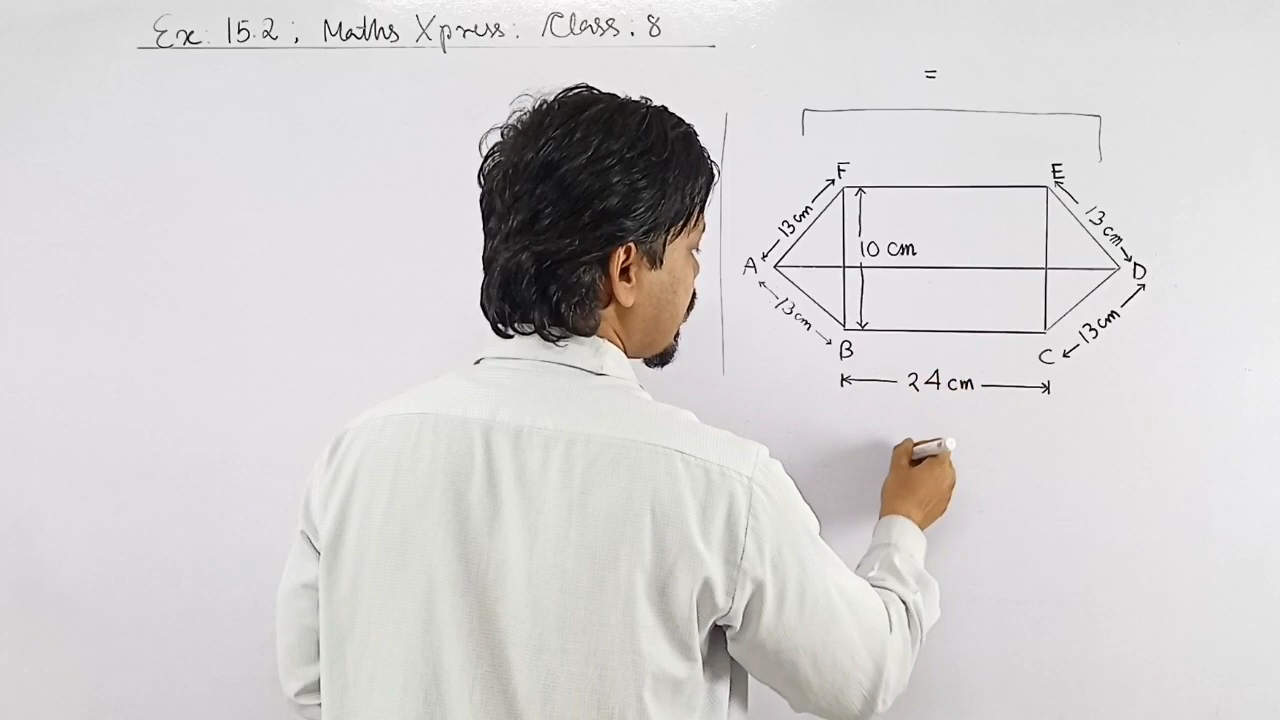 Ex: 15.2 ; Maths Xpress: Class: 8
=
F
E
13 cm
13 cm
10 cm
A
D
13 cm
13 cm
B
C
24 cm